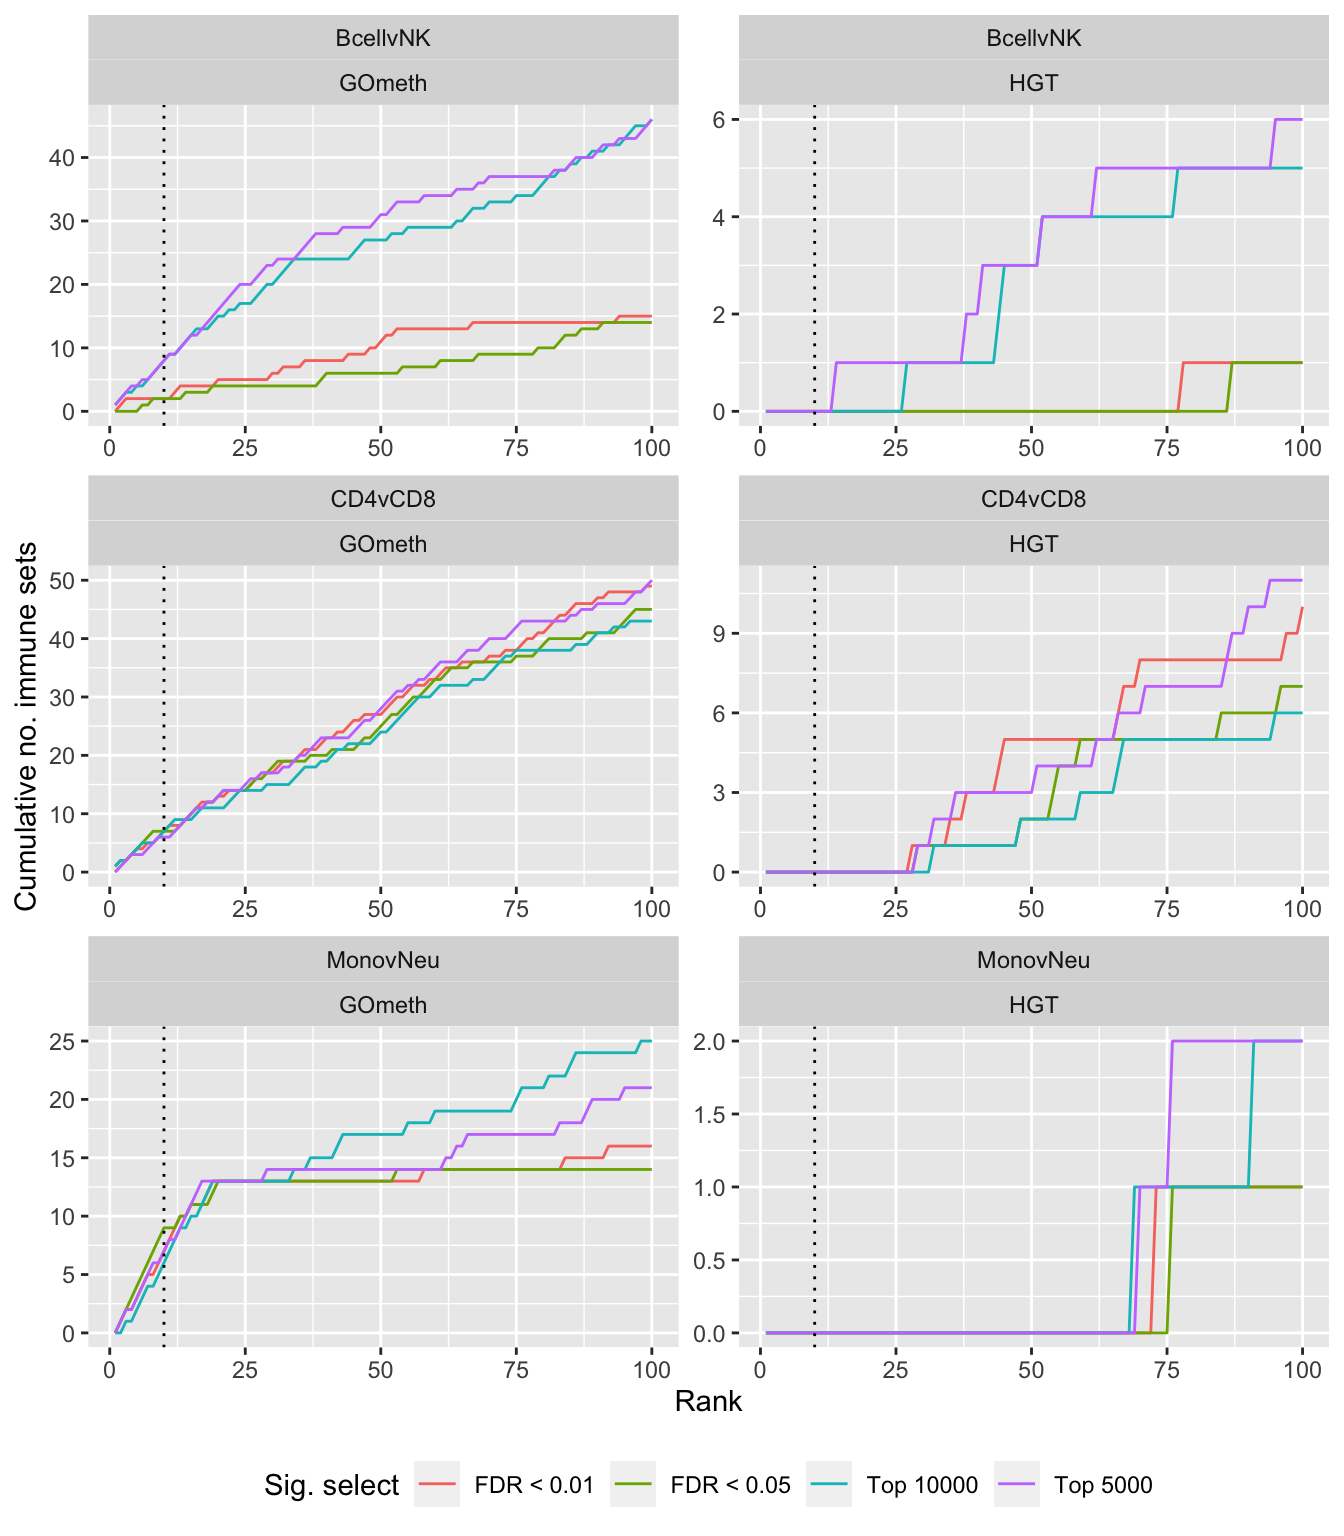 BcellvNK
BcellvNK
GOmeth
HGT
40
30
20
10
0
6
4
2
0
0 25 50 75 100
0 25 50 75 100
CD4vCD8
CD4vCD8
GOmeth
HGT
50
40
30
20
10
0
9
6
3
0
0 25 50 75 100
0 25 50 75 100
Cumulative no. immune sets
MonovNeu
MonovNeu
GOmeth
HGT
25
20
15
10
5
0
2.0
1.5
1.0
0.5
0.0
0 25 50 75 100
0 25 50 75 100
Rank
Sig. select FDR < 0.01 FDR < 0.05 Top 10000 Top 5000